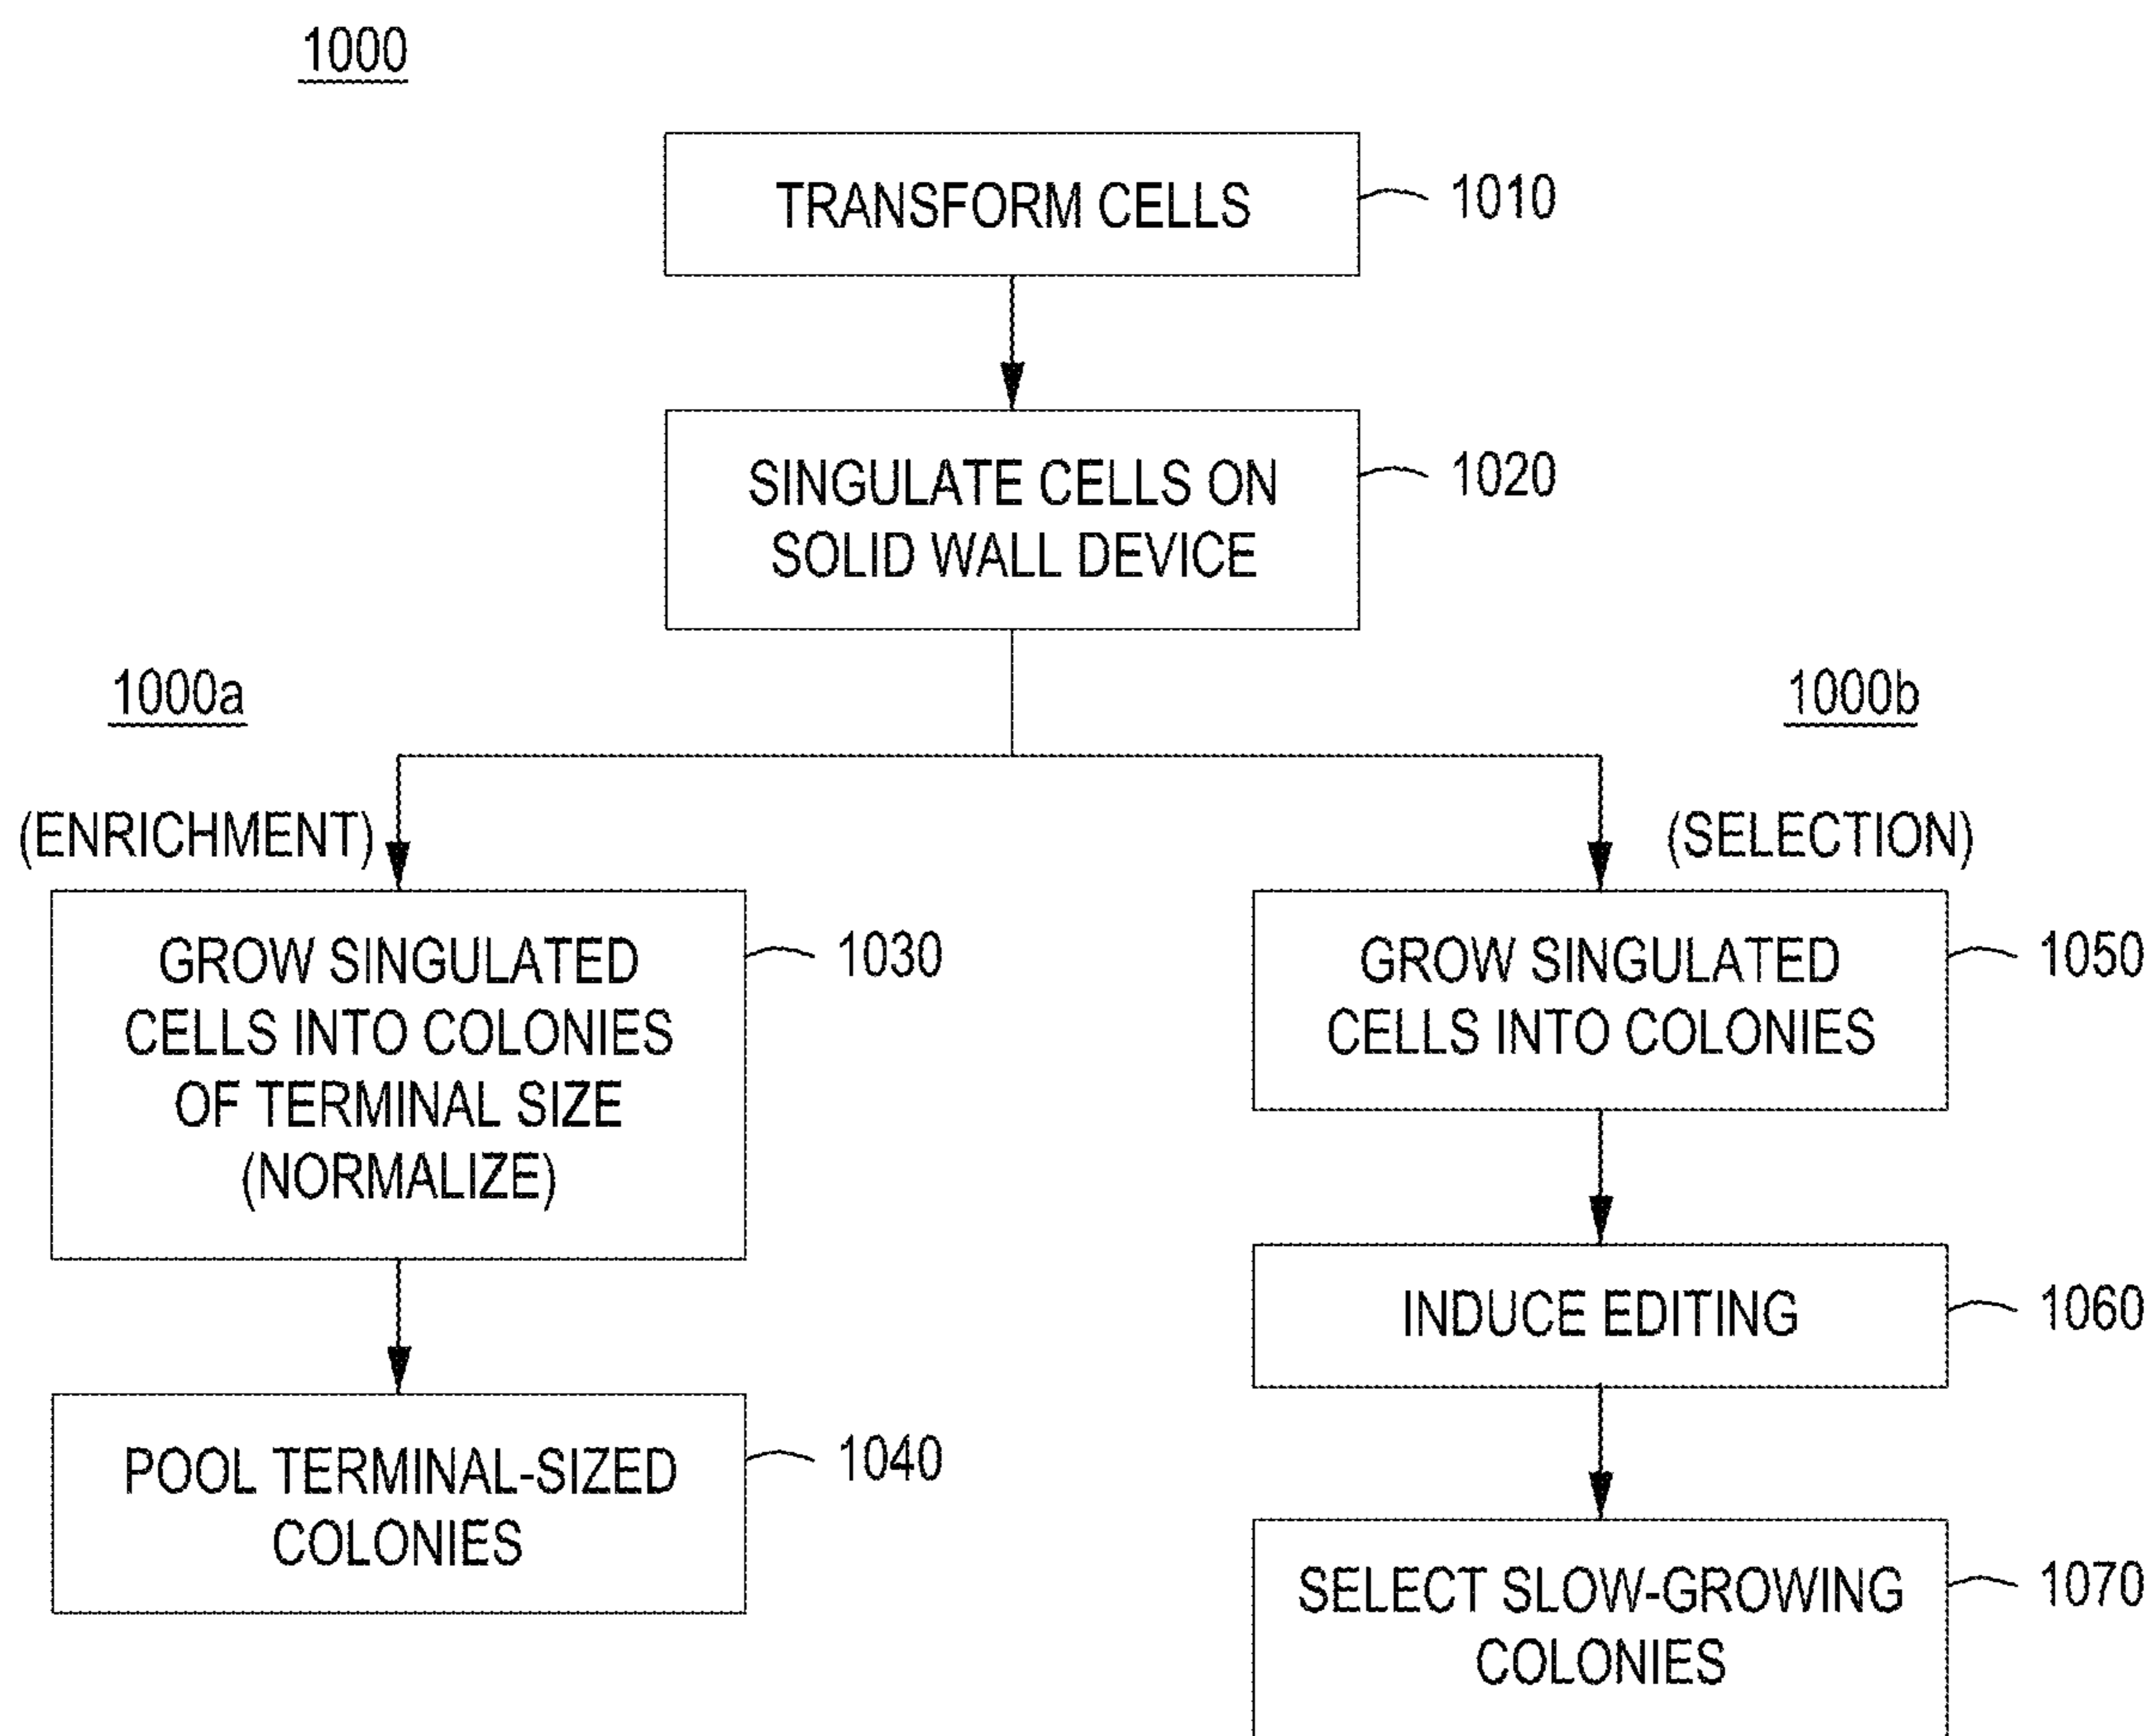 1000
TRANSFORM CELLS
1010
SINGULATE CELLS ON
SOLID WALL DEVICE
1020
1000a
1000b
(ENRICHMENT)
(SELECTION)
GROW SINGULATED
CELLS INTO COLONIES
OF TERMINAL SIZE
(NORMALIZE)
1030
POOL TERMINAL-SIZED
COLONIES
1040
GROW SINGULATED
CELLS INTO COLONIES
1050
INDUCE EDITING
1060
SELECT SLOW-GROWING
COLONIES
1070